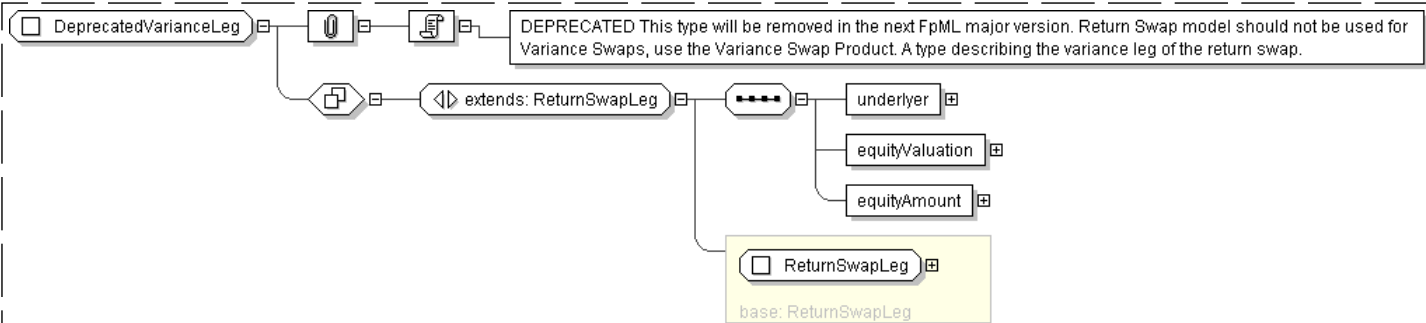 DeprecatedVarianceLeg
DEPRECATED This type will be removed in the next FpML major version. Return Swap model should not be used for
Variance Swaps, use the Variance Swap Product. A type describing the variance leg of the return swap.
extends: ReturnSwapLeg
underlyer
equityValuation
equityAmount
ReturnSwapLeg
base: ReturnSwapLeg